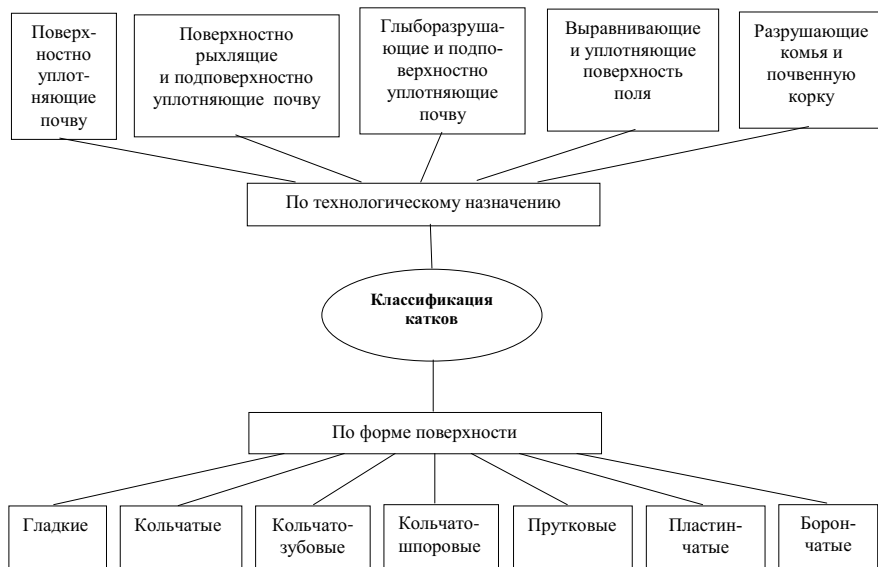 Поверх-
ностно
уплот-
няющие
почву
Поверхностно
рыхлящие
и подповерхностно
уплотняющие почву
Глыборазруша-
ющие и подпо-
верхностно
уплотняющие
почву
Выравнивающие
и уплотняющие
поверхность
поля
Разрушающие
комья и
почвенную
корку
По технологическому назначению
Классификация
катков
По форме поверхности
Гладкие
Кольчатые
Кольчато-
зубовые
Кольчато-
шпоровые
Прутковые
Пластин-
чатые
Борон-
чатые